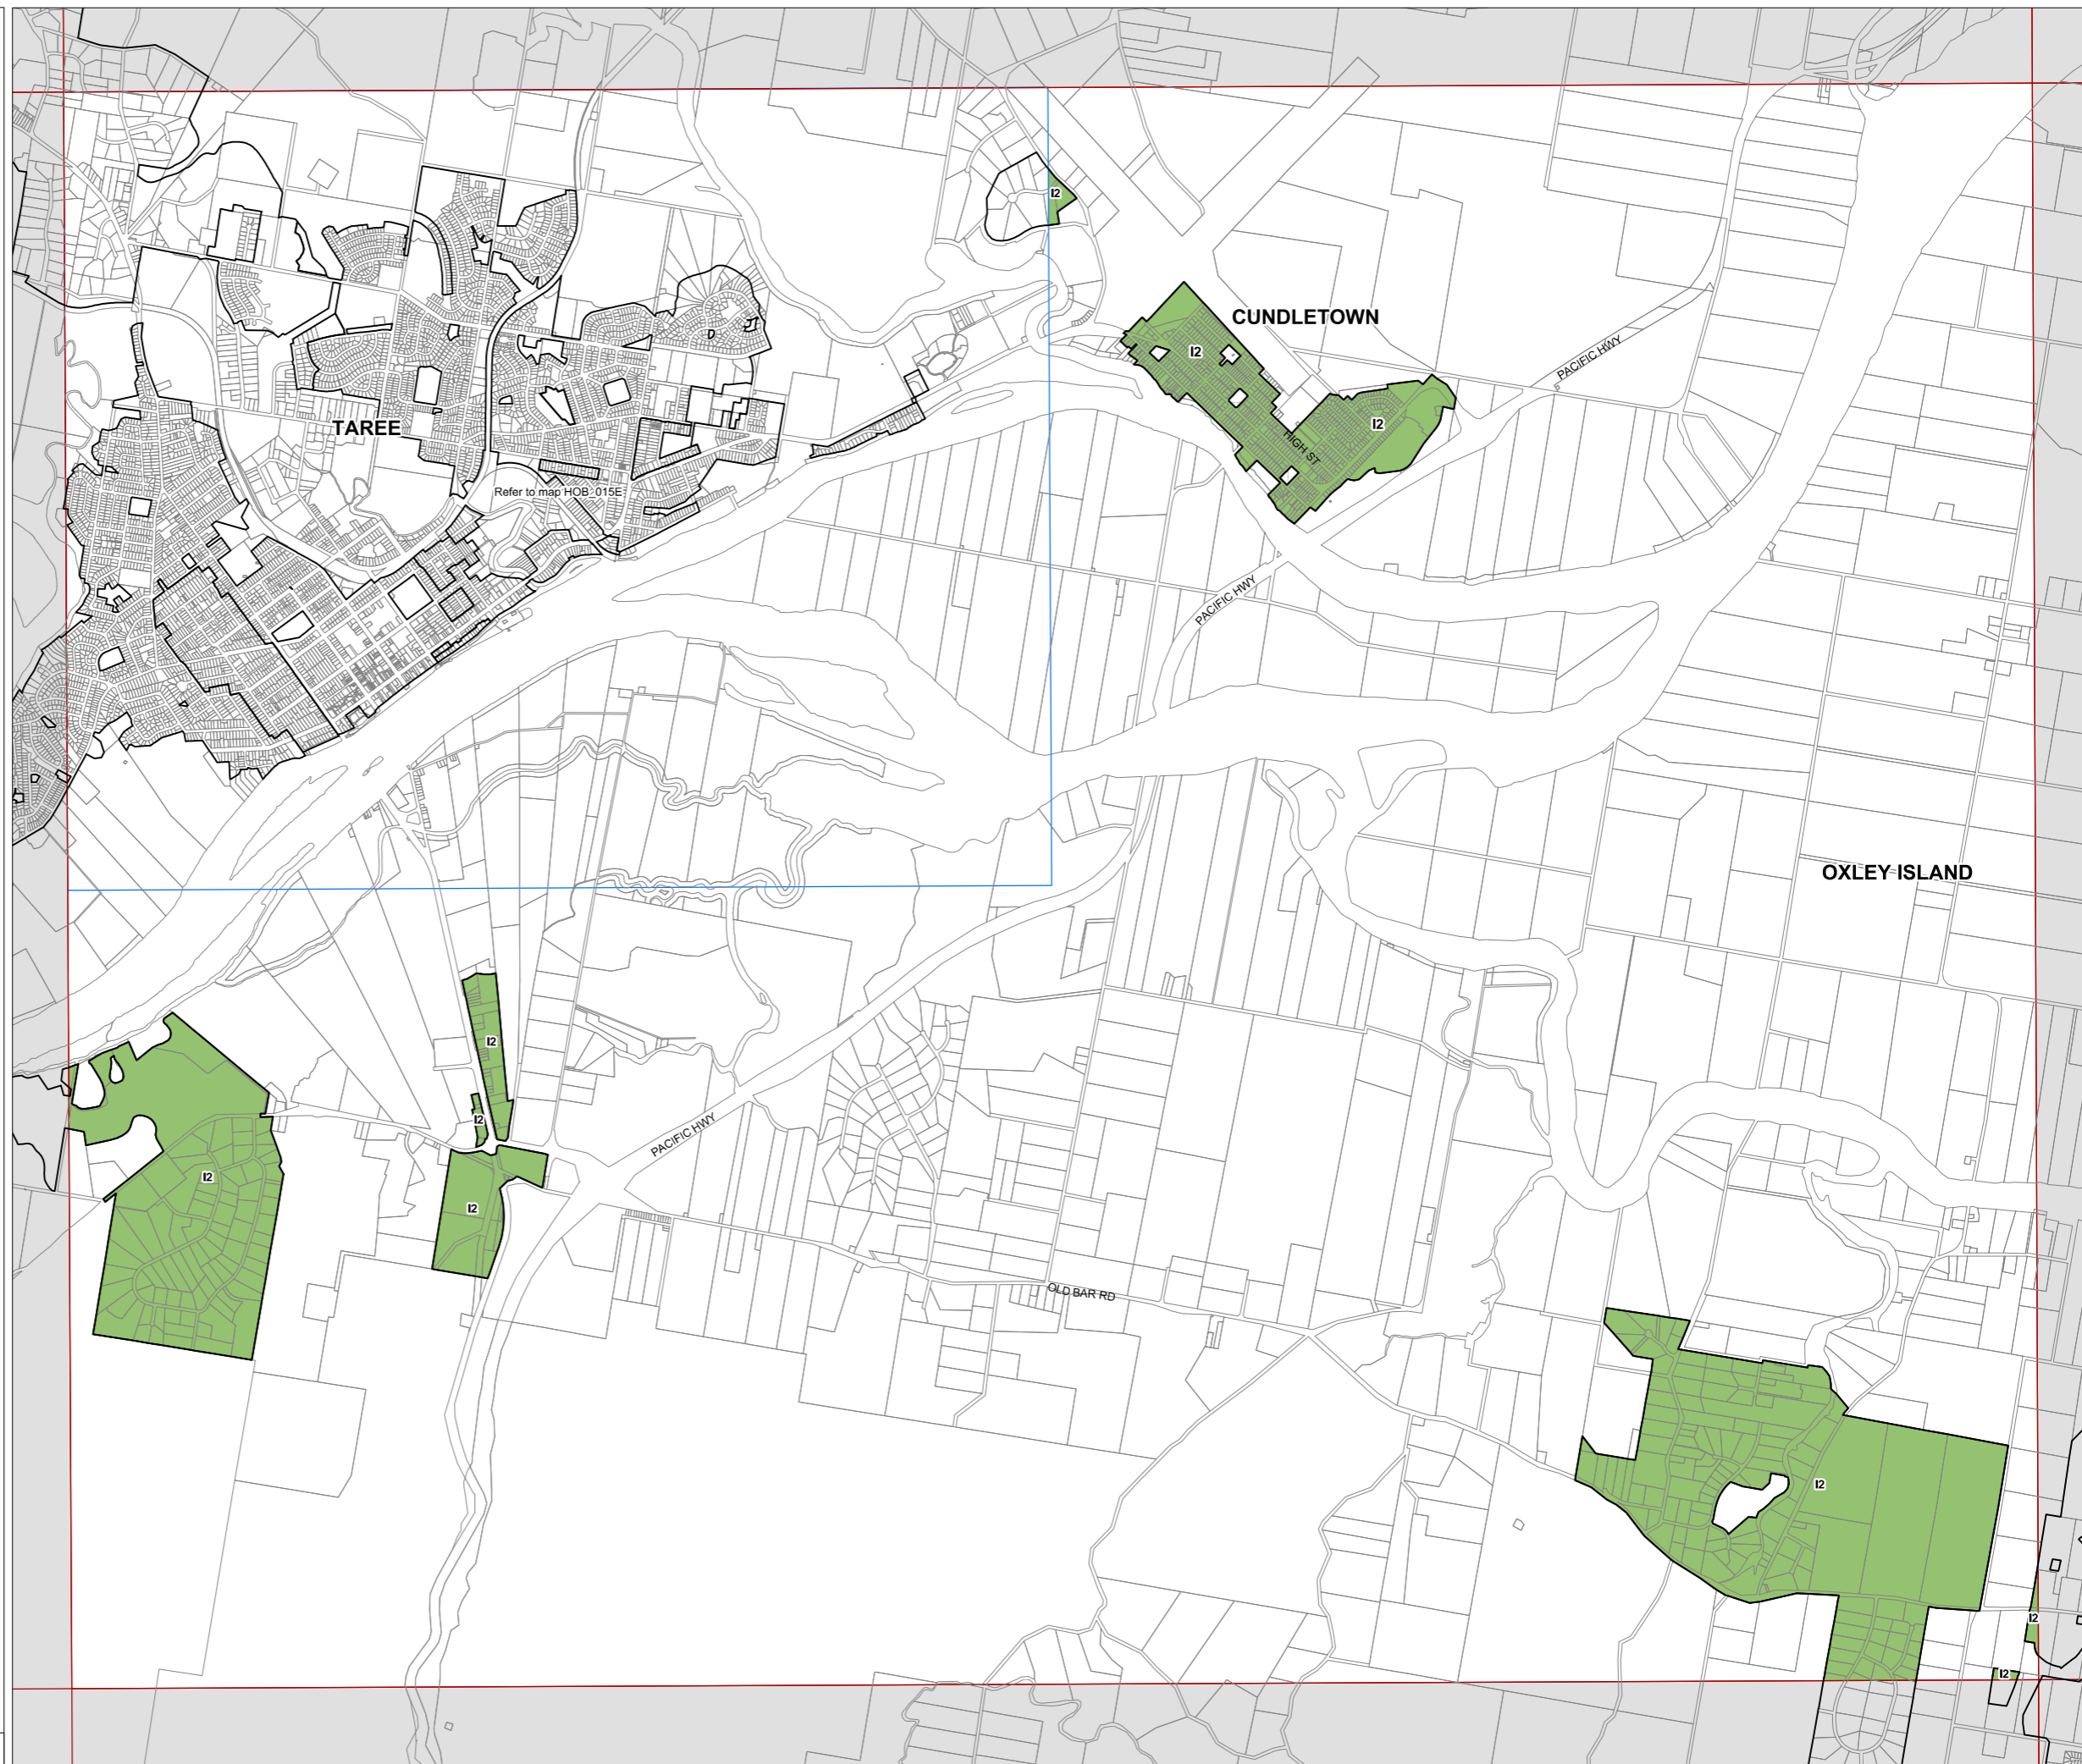 I2
CUNDLETOWN
PACIFIC HWY
I2
I2
TAREE
HIGH ST
Refer to map HOB_015E
PACIFIC HWY
OXLEY ISLAND
I2
I2
PACIFIC HWY
I2
I2
OLD BAR RD
I2
I2
I2